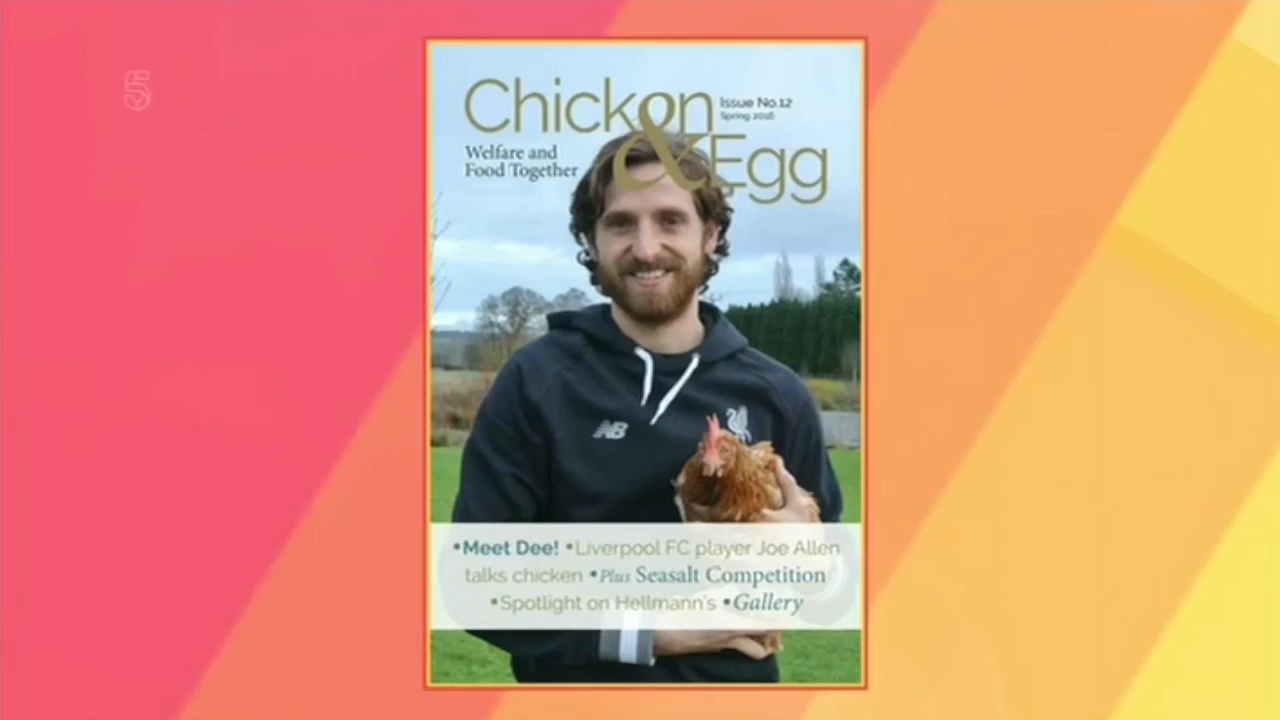 5
Chicken
Issue No.12
Spring 2016
&Egg
Welfare and
Food Together
NB
•Meet Dee! •Liverpool FC player Joe Allen
talks chicken •Plus Seasalt Competition
•Spotlight on Hellmann's •Gallery